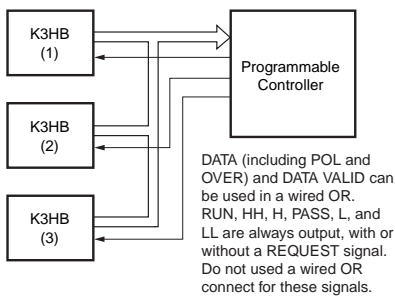 K3HB
(1)
Programmable
Controller
K3HB
(2)
K3HB
(3)
DATA (including POL and
OVER) and DATA VALID can
be used in a wired OR.
RUN, HH, H, PASS, L, and
LL are always output, with or
without a REQUEST signal.
Do not used a wired OR
connect for these signals.